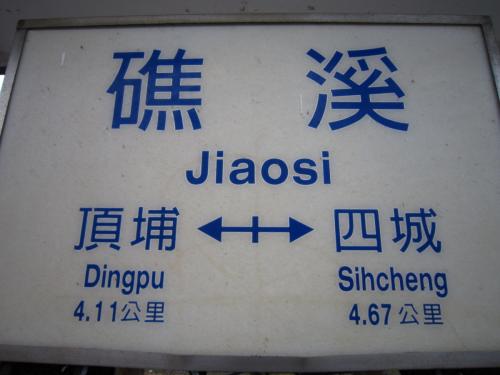 礁溪
Jiaosi
頂埔 ↔ 四城
Dingpu Sihcheng
4.11公里 4.67公里